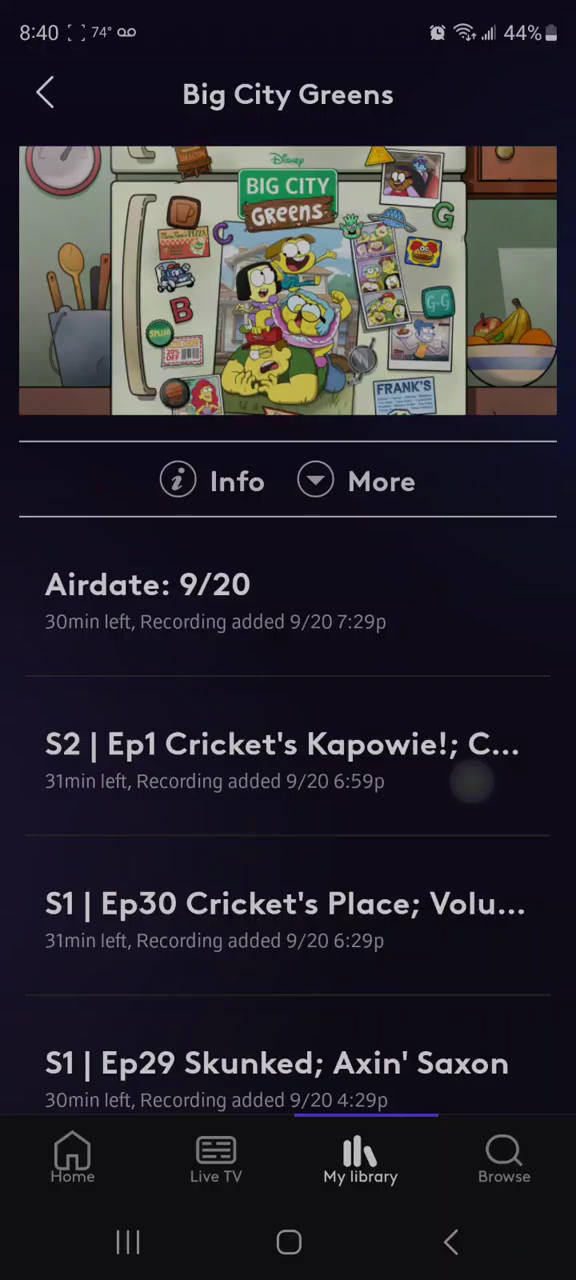 8:40 74° 44%
Big City Greens
Disney
BIG CITY
GREENS
C
G
B
G-G
SPLISH
20% OFF
FRANK'S
Info More
Airdate: 9/20
30min left, Recording added 9/20 7:29p
S2 | Ep1 Cricket's Kapowie!; C...
31min left, Recording added 9/20 6:59p
S1 | Ep30 Cricket's Place; Volu...
31min left, Recording added 9/20 6:29p
S1 | Ep29 Skunked; Axin' Saxon
30min left, Recording added 9/20 4:29p
Home Live TV My library Browse